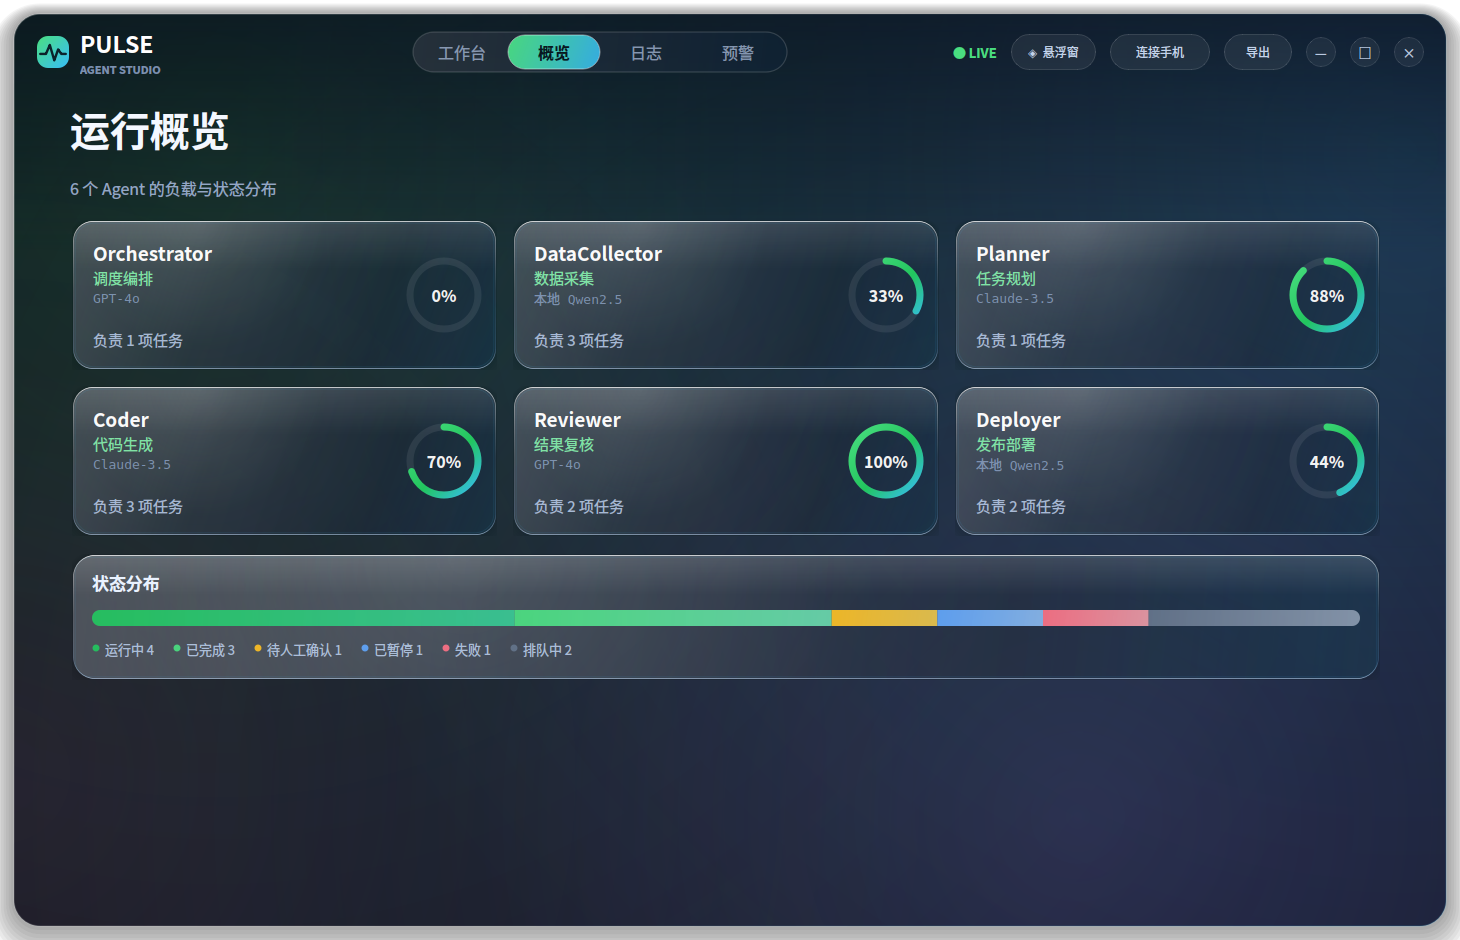 PULSE
AGENT STUDIO
工作台 概览 日志 预警
LIVE ◈ 悬浮窗 连接手机 导出
运行概览
6 个 Agent 的负载与状态分布
Orchestrator
调度编排
GPT-4o
0%
负责 1 项任务
DataCollector
数据采集
本地 Qwen2.5
33%
负责 3 项任务
Planner
任务规划
Claude-3.5
88%
负责 1 项任务
Coder
代码生成
Claude-3.5
70%
负责 3 项任务
Reviewer
结果复核
GPT-4o
100%
负责 2 项任务
Deployer
发布部署
本地 Qwen2.5
44%
负责 2 项任务
状态分布
运行中 4 已完成 3 待人工确认 1 已暂停 1 失败 1 排队中 2